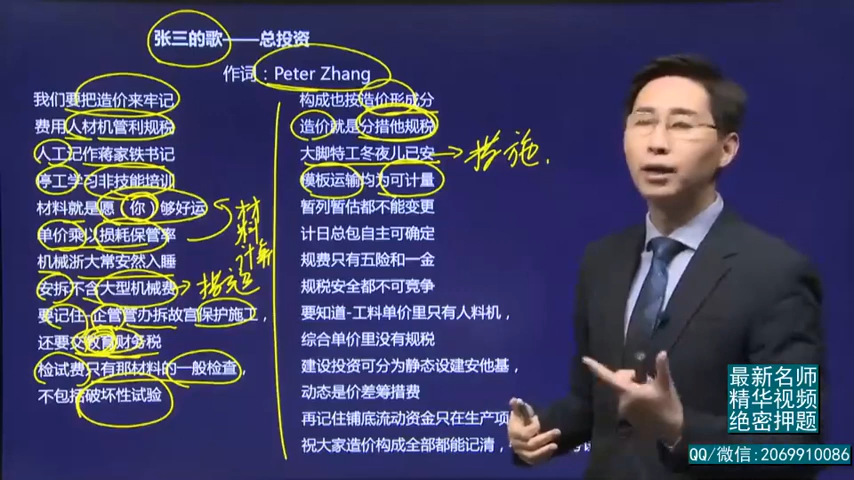 张三的歌——总投资
作词：Peter Zhang
我们要把造价来牢记
费用人材机管利规税
人工记作蒋家铁书记
停工学习非技能培训
材料就是愿（你）够好运
单价乘以损耗保管率
机械浙大常安然入睡
安拆不含大型机械费
要记住-企管管办拆故宫保护施工，
还要交教育财务税
检试费只有那材料的一般检查，
不包括破坏性试验
材料计算
措施
构成也按造价形成分
造价就是分措他规税
大脚特工冬夜儿已安
措施.
模板运输均为可计量
暂列暂估都不能变更
计日总包自主可确定
规费只有五险和一金
规税安全都不可竞争
要知道-工料单价里只有人料机，
综合单价里没有规税
建设投资可分为静态设建安他基，
动态是价差筹措费
再记住铺底流动资金只在生产项
祝大家造价构成全部都能记清，
最新名师
精华视频
绝密押题
QQ/微信:2069910086